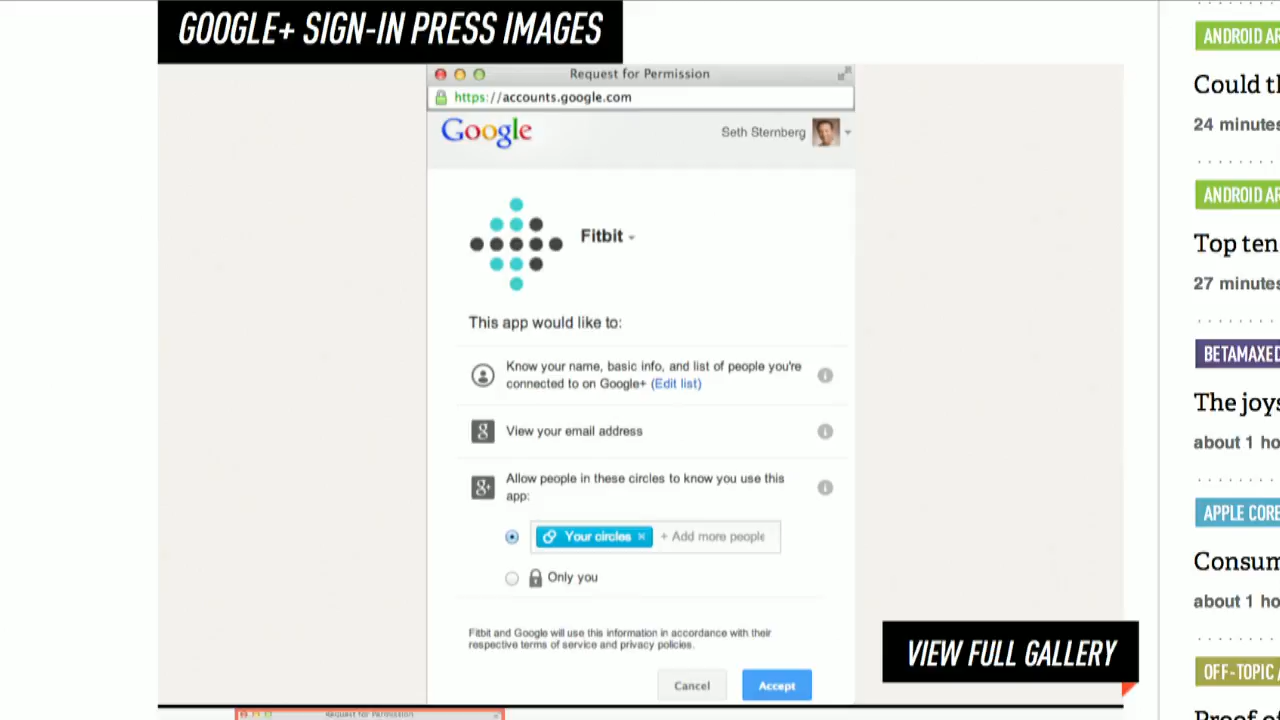 GOOGLE+ SIGN-IN PRESS IMAGES
Request for Permission
https://accounts.google.com
Google
Seth Sternberg
Fitbit
This app would like to:
Know your name, basic info, and list of people you're
connected to on Google+ (Edit list)
View your email address
Allow people in these circles to know you use this
app:
Your circles ×
+ Add more people
Only you
Fitbit and Google will use this information in accordance with their
respective terms of service and privacy policies.
Cancel
Accept
VIEW FULL GALLERY
Request for Permission
ANDROID AR
Could th
24 minutes
ANDROID AR
Top ten
27 minutes
BETAMAXED
The joys
about 1 ho
APPLE CORE
Consum
about 1 ho
OFF-TOPIC A
Proof of